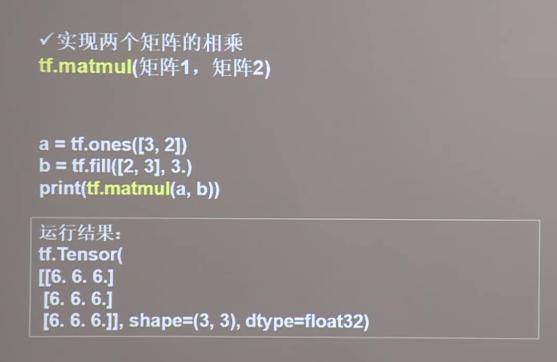 ✓实现两个矩阵的相乘
tf.matmul(矩阵1，矩阵2)
a = tf.ones([3, 2])
b = tf.fill([2, 3], 3.)
print(tf.matmul(a, b))
运行结果：
tf.Tensor(
[[6. 6. 6.]
[6. 6. 6.]
[6. 6. 6.]], shape=(3, 3), dtype=float32)